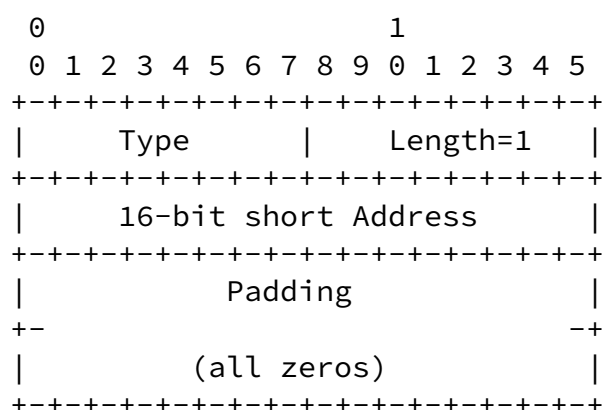 0                   1
0 1 2 3 4 5 6 7 8 9 0 1 2 3 4 5
+-+-+-+-+-+-+-+-+-+-+-+-+-+-+-+-+
|     Type      |    Length=1   |
+-+-+-+-+-+-+-+-+-+-+-+-+-+-+-+-+
|     16-bit short Address      |
+-+-+-+-+-+-+-+-+-+-+-+-+-+-+-+-+
|           Padding             |
+-                             -+
|         (all zeros)           |
+-+-+-+-+-+-+-+-+-+-+-+-+-+-+-+-+